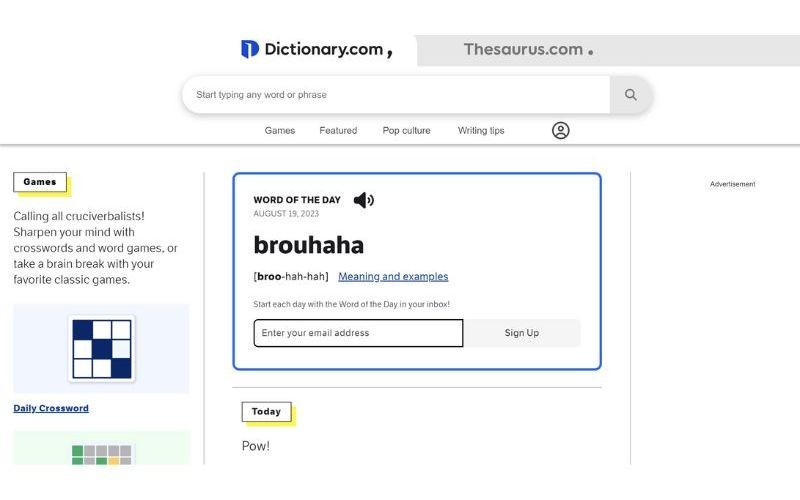 Dictionary.com
Thesaurus.com
Start typing any word or phrase
Games Featured Pop culture Writing tips
Games
Calling all cruciverbalists!
Sharpen your mind with
crosswords and word games, or
take a brain break with your
favorite classic games.
Daily Crossword
WORD OF THE DAY
AUGUST 19, 2023
brouhaha
[broo-hah-hah] Meaning and examples
Start each day with the Word of the Day in your inbox!
Enter your email address Sign Up
Today
Pow!
Advertisement